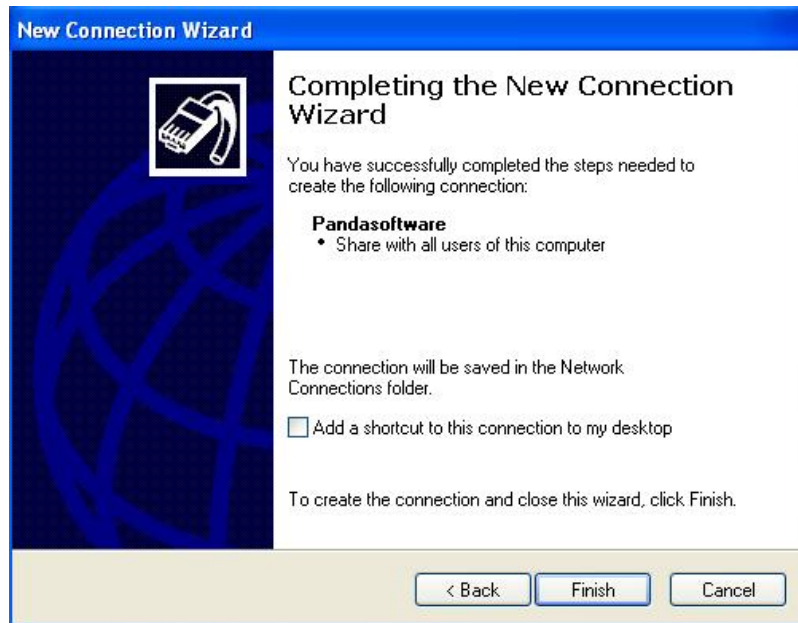 New Connection Wizard
Completing the New Connection
Wizard
You have successfully completed the steps needed to
create the following connection:
Pandasoftware
• Share with all users of this computer
The connection will be saved in the Network
Connections folder.
Add a shortcut to this connection to my desktop
To create the connection and close this wizard, click Finish.
< Back Finish Cancel